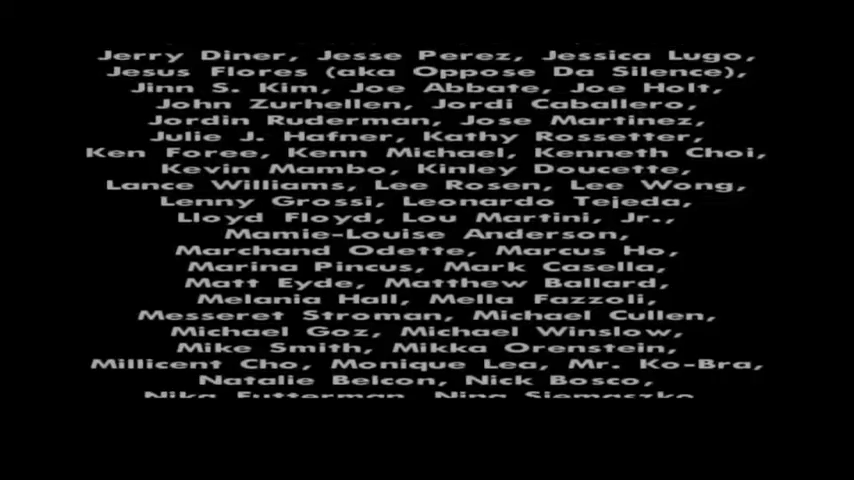 Jerry Diner, Jesse Perez, Jessica Lugo,
Jesus Flores (aka Oppose Da Silence),
Jinn S. Kim, Joe Abbate, Joe Holt,
John Zurhellen, Jordi Caballero,
Jordin Ruderman, Jose Martinez,
Julie J. Hafner, Kathy Rossetter,
Ken Foree, Kenn Michael, Kenneth Choi,
Kevin Mambo, Kinley Doucette,
Lance Williams, Lee Rosen, Lee Wong,
Lenny Grossi, Leonardo Tejeda,
Lloyd Floyd, Lou Martini, Jr.,
Mamie-Louise Anderson,
Marchand Odette, Marcus Ho,
Marina Pincus, Mark Casella,
Matt Eyde, Matthew Ballard,
Melania Hall, Mella Fazzoli,
Messeret Stroman, Michael Cullen,
Michael Goz, Michael Winslow,
Mike Smith, Mikka Orenstein,
Millicent Cho, Monique Lea, Mr. Ko-Bra,
Natalie Belcon, Nick Bosco,
Nika Futterman, Nina Siemaszko